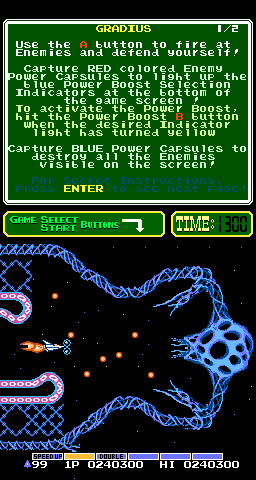 GRADIUS 1/2
Use the A button to fire at
Enemies and defend yourself!
Capture RED colored Enemy
Power Capsules to light up the
blue Power Boost Selection
Indicators at the bottom of
the game screen !
To activate the Power Boost,
hit the Power Boost B button
when the desired Indicator
light has turned yellow
Capture BLUE Power Capsules to
destroy all the Enemies
visible on the screen!
For Secret Instructions,
Press ENTER to see next page!
GAME SELECT
START BUTTONS
TIME: 1300
SPEED UP DOUBLE
99 1P 0240300 HI 0240300